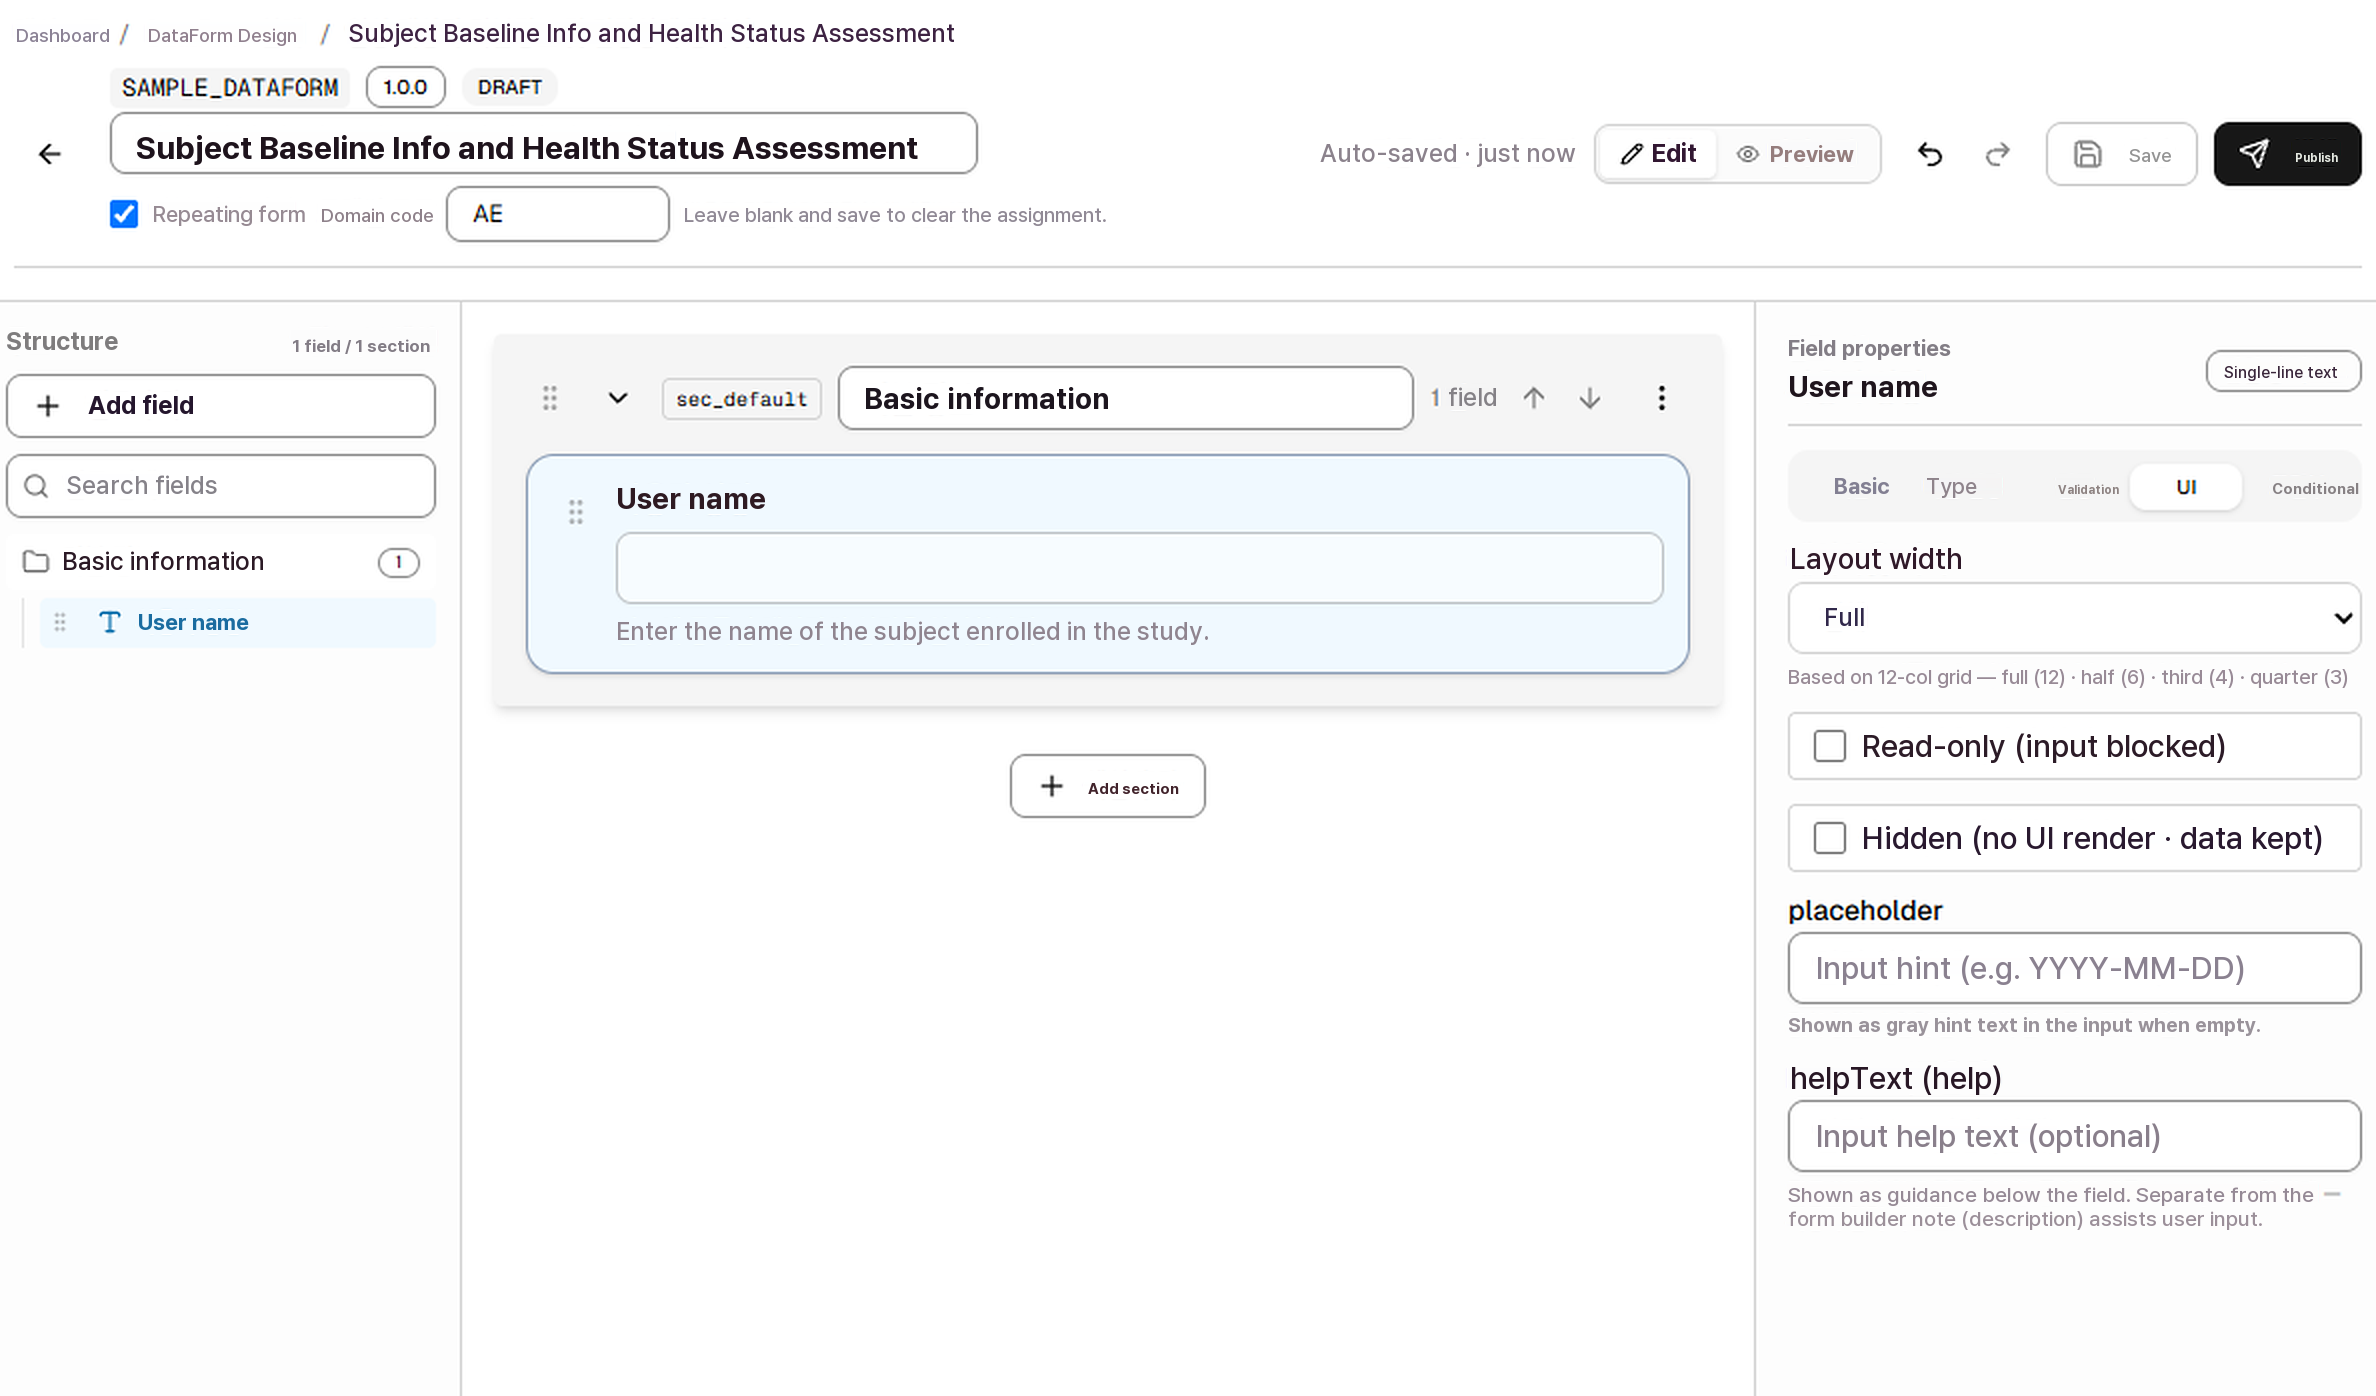 Dashboard / DataForm Design / Subject Baseline Info and Health Status Assessment
SAMPLE_DATAFORM 1.0.0 DRAFT
Subject Baseline Info and Health Status Assessment
Auto-saved · just now Edit Preview Save Publish
Repeating form Domain code AE Leave blank and save to clear the assignment.
Structure 1 field / 1 section
Add field
Search fields
Basic information 1
User name
sec_default Basic information 1 field
User name
Enter the name of the subject enrolled in the study.
Add section
Field properties
User name Single-line text
Basic Type Validation UI Conditional
Layout width
Full
Based on 12-col grid — full (12) · half (6) · third (4) · quarter (3)
Read-only (input blocked)
Hidden (no UI render · data kept)
placeholder
Input hint (e.g. YYYY-MM-DD)
Shown as gray hint text in the input when empty.
helpText (help)
Input help text (optional)
Shown as guidance below the field. Separate from the —
form builder note (description) assists user input.